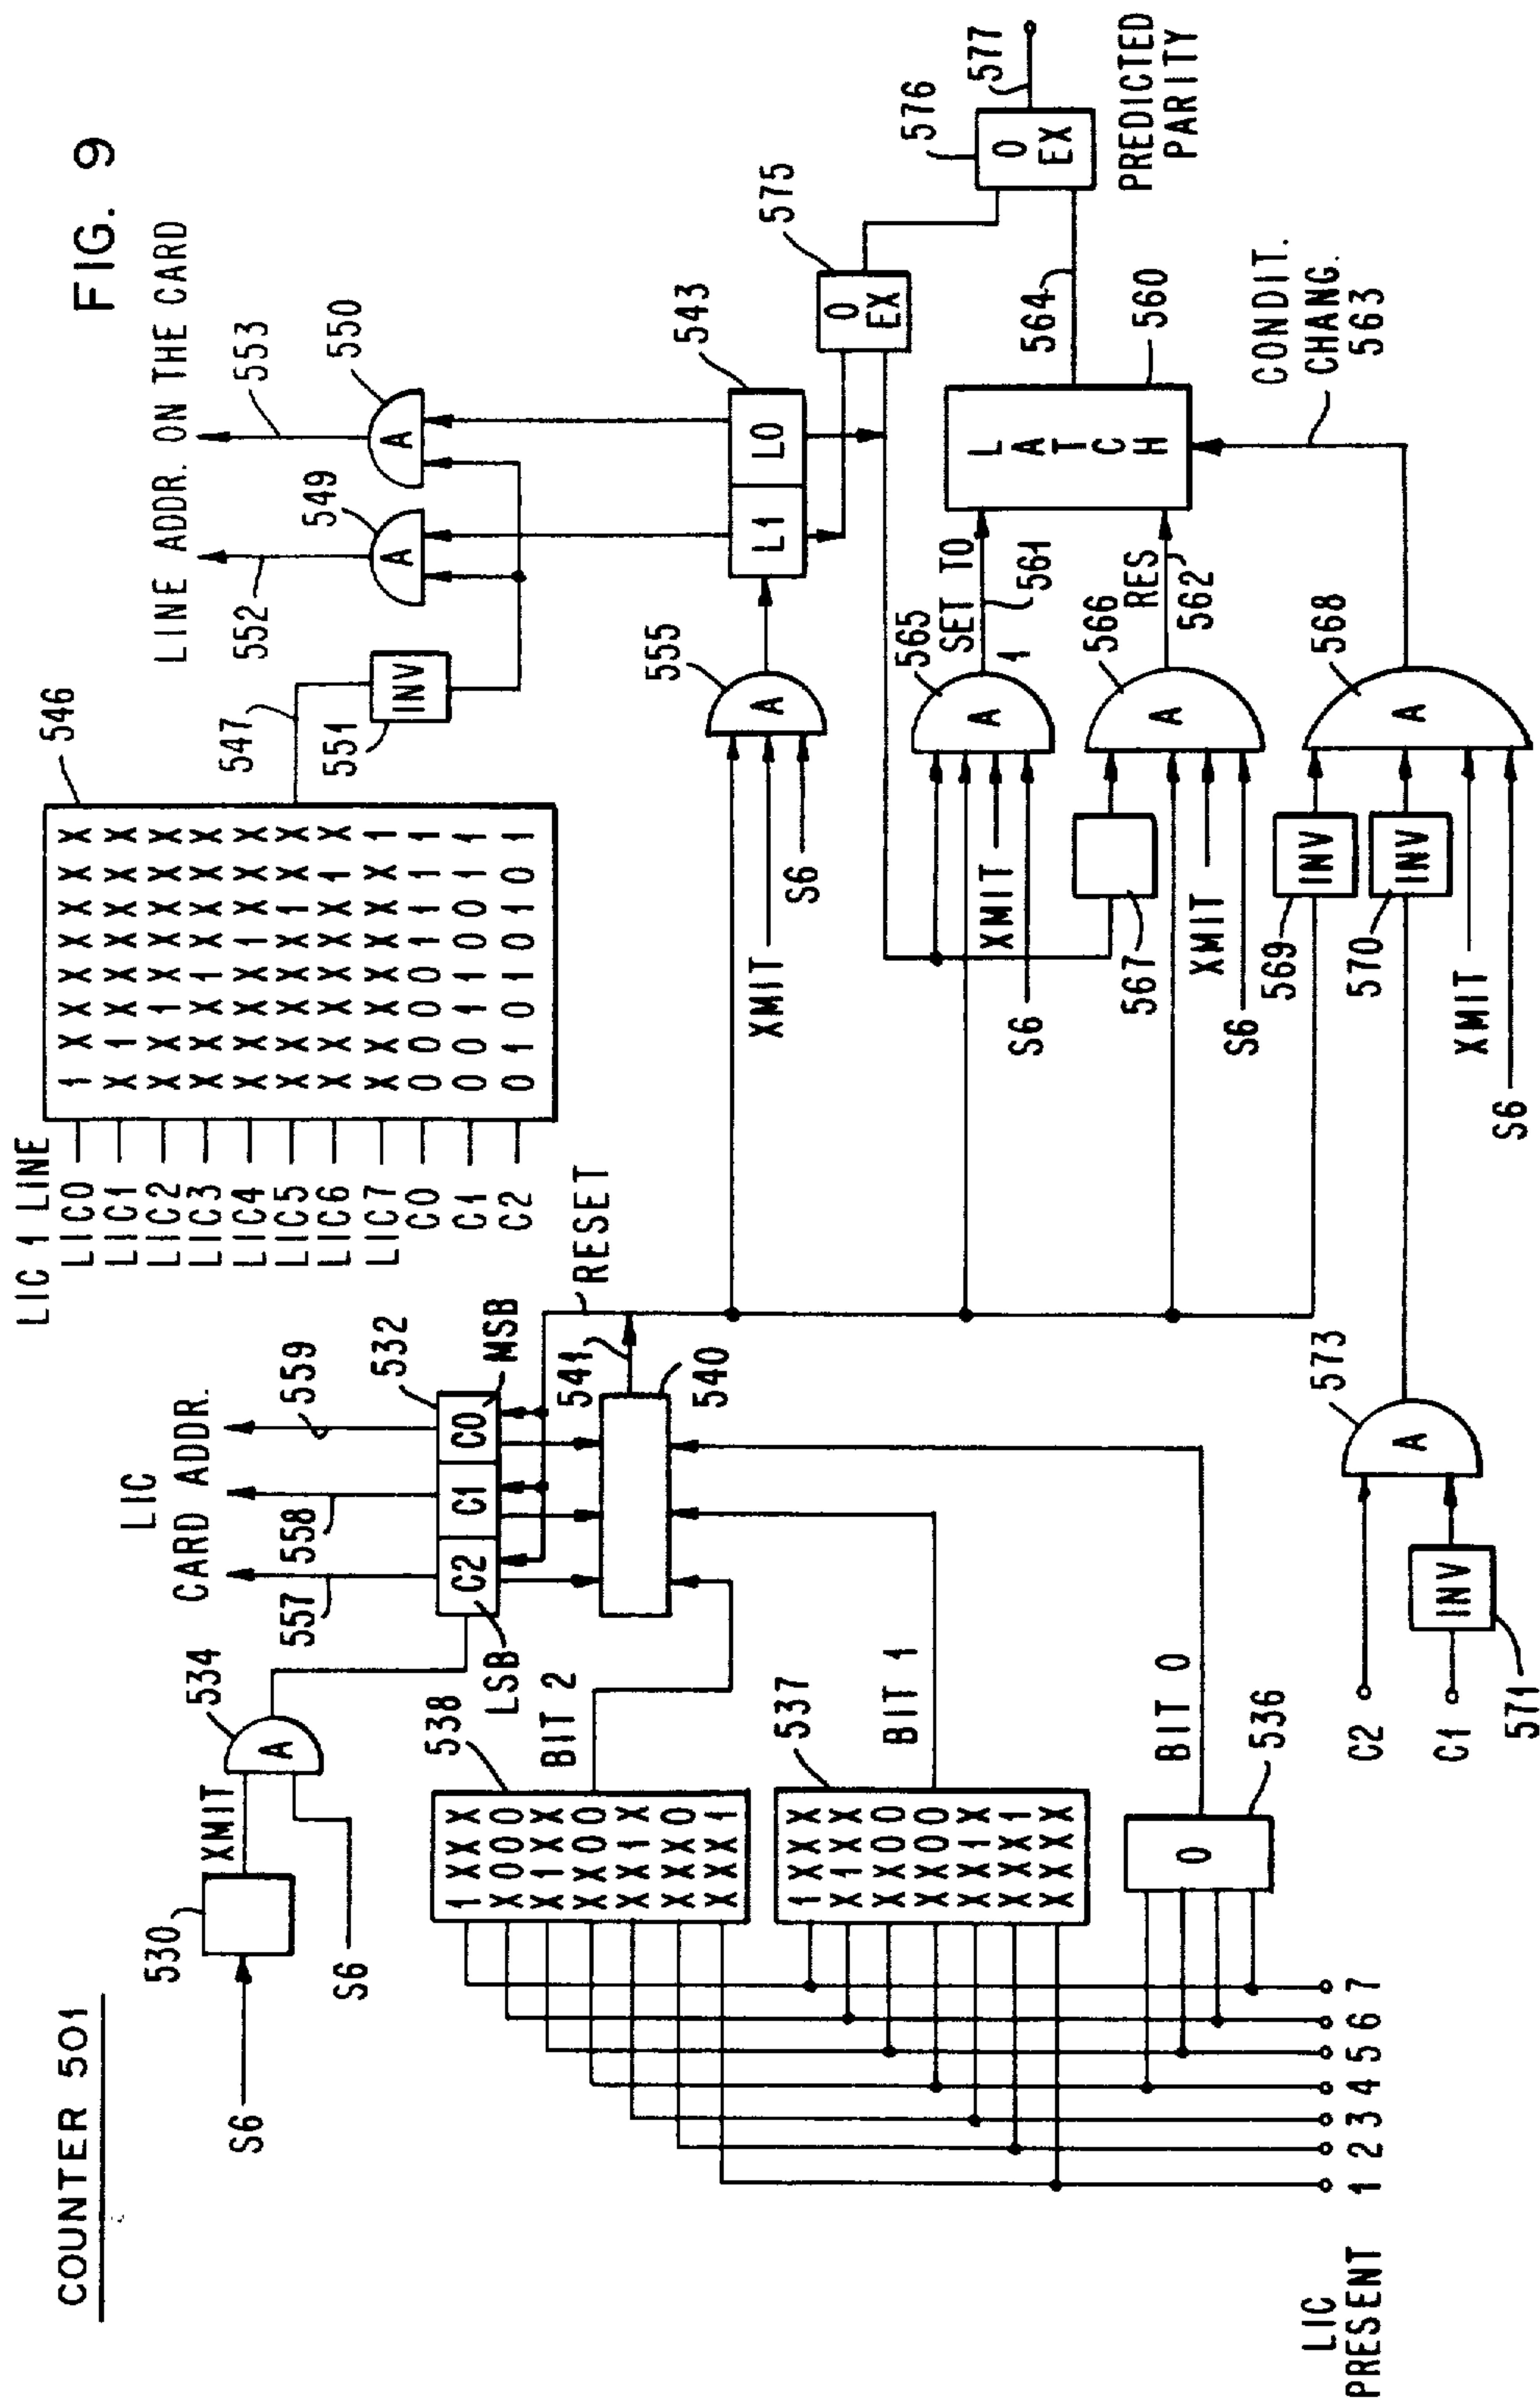 COUNTER 501
FIG. 9
S6
530
XMIT
S6
534
A
LIC
CARD ADDR.
557
558
559
532
C2
C1
C0
MSB
LSB
541
540
RESET
LIC 1 LINE
LIC0
LIC1
LIC2
LIC3
LIC4
LIC5
LIC6
LIC7
C0
C1
C2
1 X X X X X X X
X 1 X X X X X X
X X 1 X X X X X
X X X 1 X X X X
X X X X 1 X X X
X X X X X 1 X X
X X X X X X 1 X
X X X X X X X 1
0 0 0 0 1 1 1 1
0 0 1 1 0 0 1 1
0 1 0 1 0 1 0 1
546
547
INV
551
LINE ADDR. ON THE CARD
552
553
549
A
550
A
538
1 X X X
X 0 0 0
X 1 X X
X X 0 0
X X 1 X
X X X 0
X X X 1
BIT 2
537
1 X X X
X 1 X X
X X 0 0
X X 0 0
X X 1 X
X X X 1
X X X X
BIT 1
536
O
BIT 0
LIC
PRESENT
1 2 3 4 5 6 7
555
A
XMIT
S6
L1
L0
543
575
O
EX
576
O
EX
577
PREDICTED
PARITY
565
A
XMIT
S6
SET TO
1
561
LATCH
560
564
566
A
RES
562
567
XMIT
S6
CONDIT.
CHANG.
563
568
A
569
INV
570
INV
XMIT
S6
573
A
C2
C1
INV
571